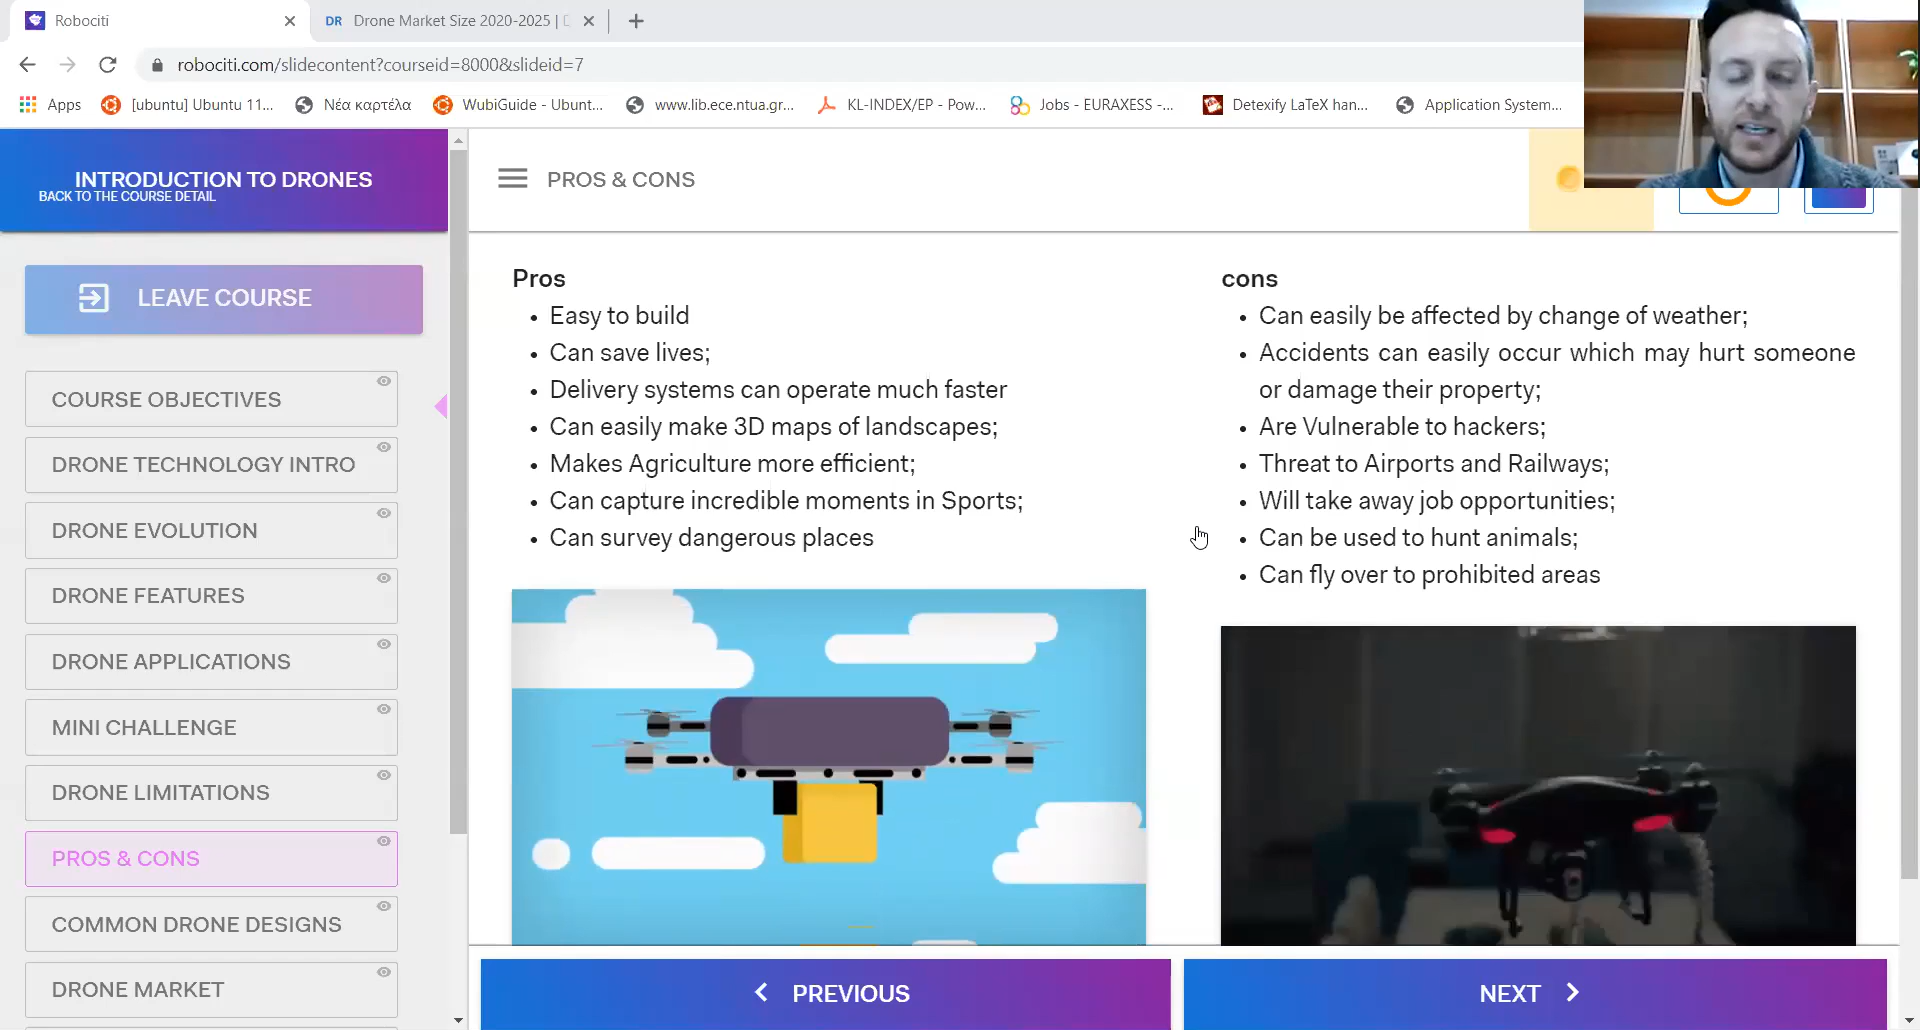 Robociti
DR Drone Market Size 2020-2025 |
robociti.com/slidecontent?courseid=8000&slideid=7
Apps
[ubuntu] Ubuntu 11...
Νέα καρτέλα
WubiGuide - Ubunt...
www.lib.ece.ntua.gr...
KL-INDEX/EP - Pow...
Jobs - EURAXESS -...
Detexify LaTeX han...
Application System...
INTRODUCTION TO DRONES
BACK TO THE COURSE DETAIL
LEAVE COURSE
COURSE OBJECTIVES
DRONE TECHNOLOGY INTRO
DRONE EVOLUTION
DRONE FEATURES
DRONE APPLICATIONS
MINI CHALLENGE
DRONE LIMITATIONS
PROS & CONS
COMMON DRONE DESIGNS
DRONE MARKET
PROS & CONS
Pros
• Easy to build
• Can save lives;
• Delivery systems can operate much faster
• Can easily make 3D maps of landscapes;
• Makes Agriculture more efficient;
• Can capture incredible moments in Sports;
• Can survey dangerous places
cons
• Can easily be affected by change of weather;
• Accidents can easily occur which may hurt someone
or damage their property;
• Are Vulnerable to hackers;
• Threat to Airports and Railways;
• Will take away job opportunities;
• Can be used to hunt animals;
• Can fly over to prohibited areas
PREVIOUS
NEXT